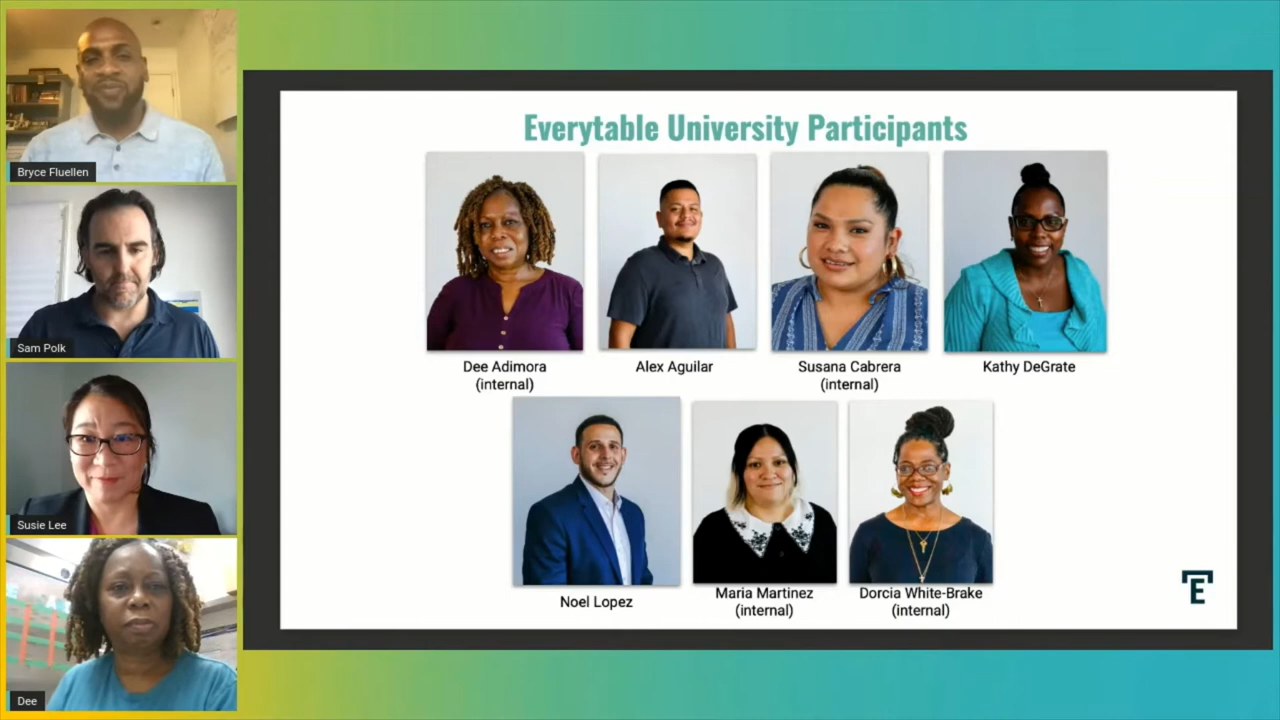 Bryce Fluellen
Sam Polk
Susie Lee
Dee
Everytable University Participants
Dee Adimora
(internal)
Alex Aguilar
Susana Cabrera
(internal)
Kathy DeGrate
Noel Lopez
Maria Martinez
(internal)
Dorcia White-Brake
(internal)
TE